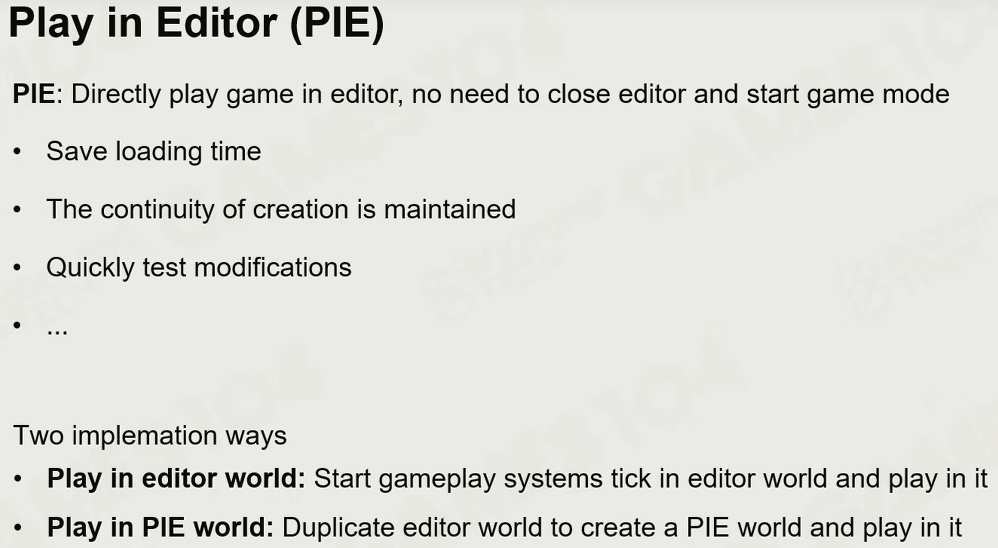 Play in Editor (PIE)
PIE: Directly play game in editor, no need to close editor and start game mode
• Save loading time
• The continuity of creation is maintained
• Quickly test modifications
• ...
Two implemation ways
• Play in editor world: Start gameplay systems tick in editor world and play in it
• Play in PIE world: Duplicate editor world to create a PIE world and play in it